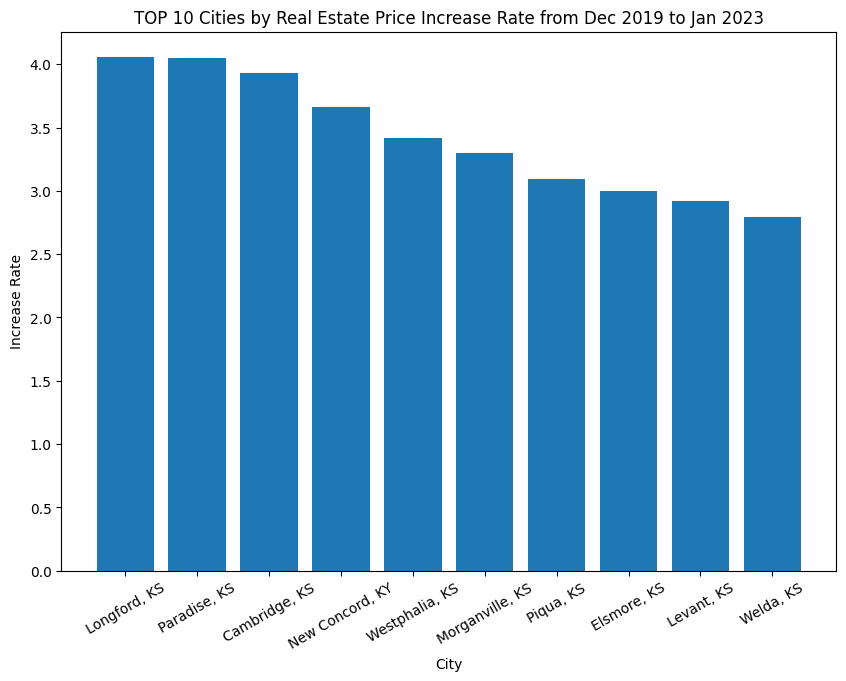 TOP 10 Cities by Real Estate Price Increase Rate from Dec 2019 to Jan 2023
Increase Rate
4.0
3.5
3.0
2.5
2.0
1.5
1.0
0.5
0.0
Longford, KS
Paradise, KS
Cambridge, KS
New Concord, KY
Westphalia, KS
Morganville, KS
Piqua, KS
Elsmore, KS
Levant, KS
Welda, KS
City